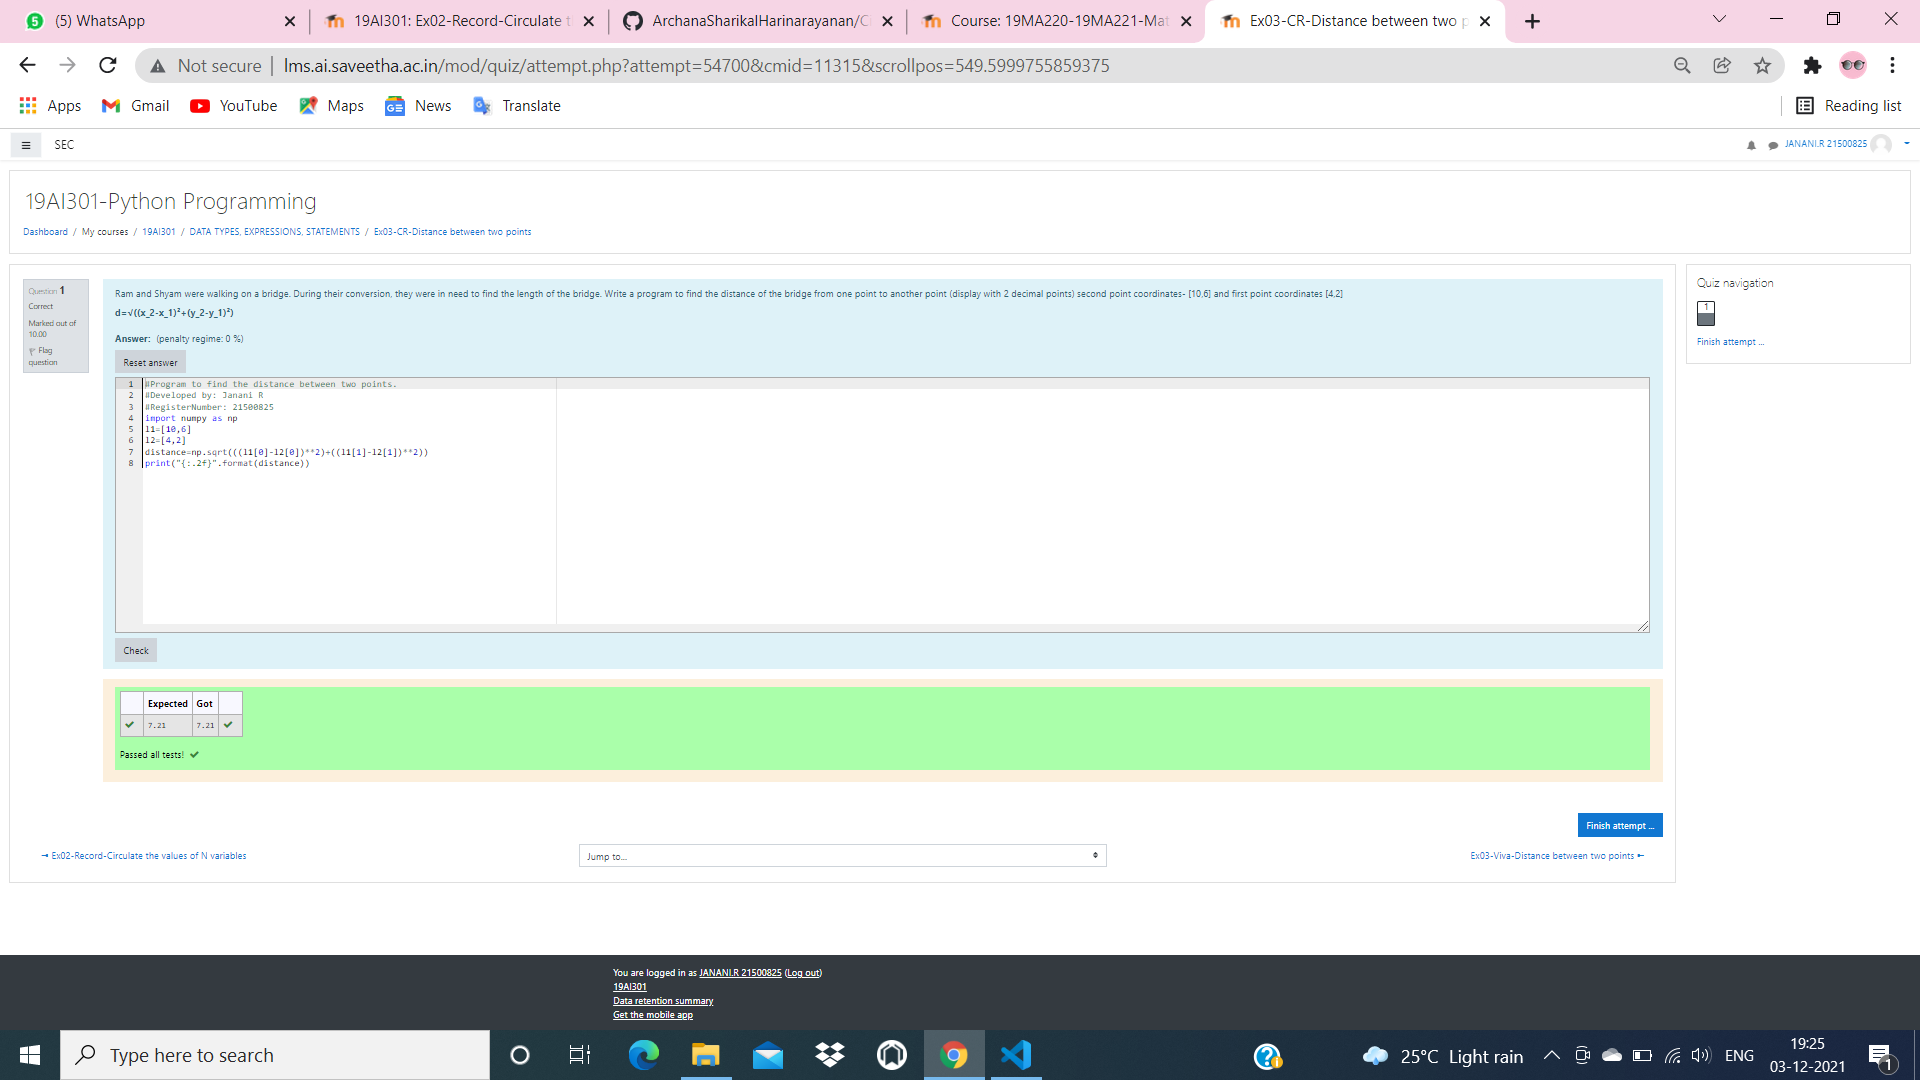 (5) WhatsApp
19AI301: Ex02-Record-Circulate t
ArchanaSharikalHarinarayanan/C
Course: 19MA220-19MA221-Mat
Ex03-CR-Distance between two p
Not secure
lms.ai.saveetha.ac.in/mod/quiz/attempt.php?attempt=54700&cmid=11315&scrollpos=549.5999755859375
Apps
Gmail
YouTube
Maps
News
Translate
Reading list
SEC
JANANI.R 21500825
19AI301-Python Programming
Dashboard / My courses / 19AI301 / DATA TYPES, EXPRESSIONS, STATEMENTS / Ex03-CR-Distance between two points
Question 1
Correct
Marked out of
10.00
Flag
question
Ram and Shyam were walking on a bridge. During their conversion, they were in need to find the length of the bridge. Write a program to find the distance of the bridge from one point to another point (display with 2 decimal points) second point coordinates- [10,6] and first point coordinates [4,2]
d=√((x_2-x_1)²+(y_2-y_1)²)
Answer: (penalty regime: 0 %)
Reset answer
1 #Program to find the distance between two points.
2 #Developed by: Janani R
3 #RegisterNumber: 21500825
4 import numpy as np
5 l1=[10,6]
6 l2=[4,2]
7 distance=np.sqrt(((l1[0]-l2[0])**2)+((l1[1]-l2[1])**2))
8 print("{:.2f}".format(distance))
Check
Expected Got
7.21 7.21
Passed all tests!
Quiz navigation
1
Finish attempt ...
Finish attempt ...
→ Ex02-Record-Circulate the values of N variables
Jump to...
Ex03-Viva-Distance between two points ←
You are logged in as JANANI.R 21500825 (Log out)
19AI301
Data retention summary
Get the mobile app
Type here to search
25°C Light rain
ENG
19:25
03-12-2021
1